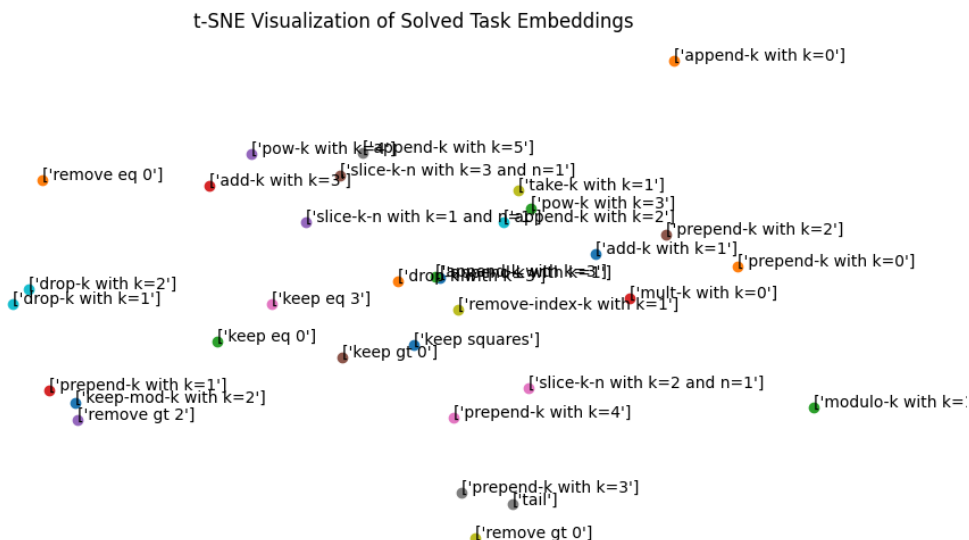 t-SNE Visualization of Solved Task Embeddings
['append-k with k=0']
['pow-k with k=4']
['append-k with k=5']
['remove eq 0']
['add-k with k=3']
['slice-k-n with k=3 and n=1']
['take-k with k=1']
['pow-k with k=3']
['slice-k-n with k=1 and n=1']
['append-k with k=2']
['prepend-k with k=2']
['add-k with k=1']
['prepend-k with k=0']
['drop-k with k=2']
['drop-k with k=1']
['keep eq 3']
['mult-k with k=0']
['remove-index-k with k=1']
['keep eq 0']
['keep squares']
['keep gt 0']
['prepend-k with k=1']
['keep-mod-k with k=2']
['remove gt 2']
['slice-k-n with k=2 and n=1']
['prepend-k with k=4']
['modulo-k with
['prepend-k with k=3']
['tail']
['remove gt 0']